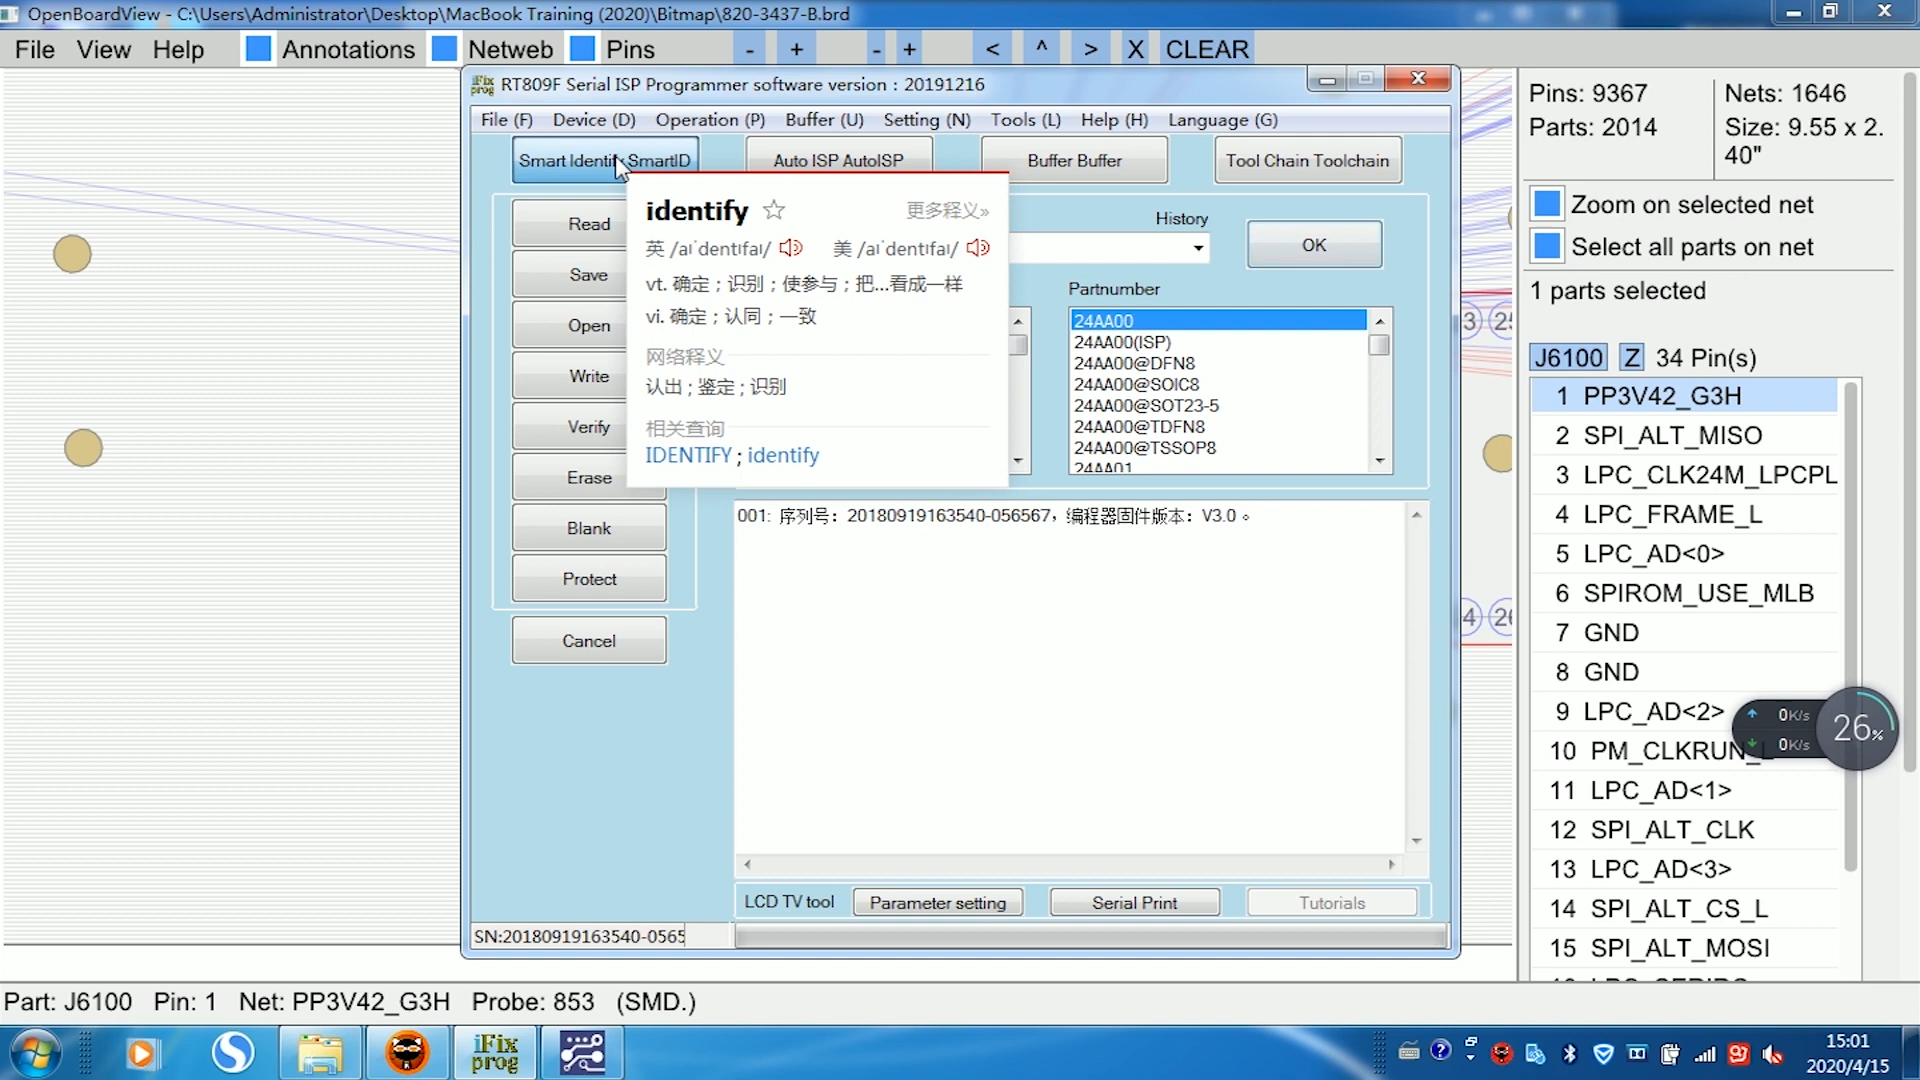 OpenBoardView - C:\Users\Administrator\Desktop\MacBook Training (2020)\Bitmap\820-3437-B.brd
File View Help Annotations Netweb Pins - + - + < ^ > X CLEAR
RT809F Serial ISP Programmer software version : 20191216
File (F) Device (D) Operation (P) Buffer (U) Setting (N) Tools (L) Help (H) Language (G)
Smart Identify SmartID Auto ISP AutoISP Buffer Buffer Tool Chain Toolchain
Read
Save
Open
Write
Verify
Erase
Blank
Protect
Cancel
identify 更多释义»
英 /aɪˈdentɪfaɪ/ 美 /aɪˈdentɪfaɪ/
vt. 确定；识别；使参与；把...看成一样
vi. 确定；认同；一致
网络释义
认出 ; 鉴定 ; 识别
相关查询
IDENTIFY ; identify
History
OK
Partnumber
24AA00
24AA00(ISP)
24AA00@DFN8
24AA00@SOIC8
24AA00@SOT23-5
24AA00@TDFN8
24AA00@TSSOP8
24AA01
001: 序列号：20180919163540-056567，编程器固件版本：V3.0。
LCD TV tool Parameter setting Serial Print Tutorials
SN:20180919163540-0565
Pins: 9367
Parts: 2014
Nets: 1646
Size: 9.55 x 2.
40"
Zoom on selected net
Select all parts on net
1 parts selected
J6100 Z 34 Pin(s)
1 PP3V42_G3H
2 SPI_ALT_MISO
3 LPC_CLK24M_LPCPL
4 LPC_FRAME_L
5 LPC_AD<0>
6 SPIROM_USE_MLB
7 GND
8 GND
9 LPC_AD<2>
10 PM_CLKRUN_L
11 LPC_AD<1>
12 SPI_ALT_CLK
13 LPC_AD<3>
14 SPI_ALT_CS_L
15 SPI_ALT_MOSI
0K/s
0K/s
26%
Part: J6100 Pin: 1 Net: PP3V42_G3H Probe: 853 (SMD.)
iFix
prog
15:01
2020/4/15